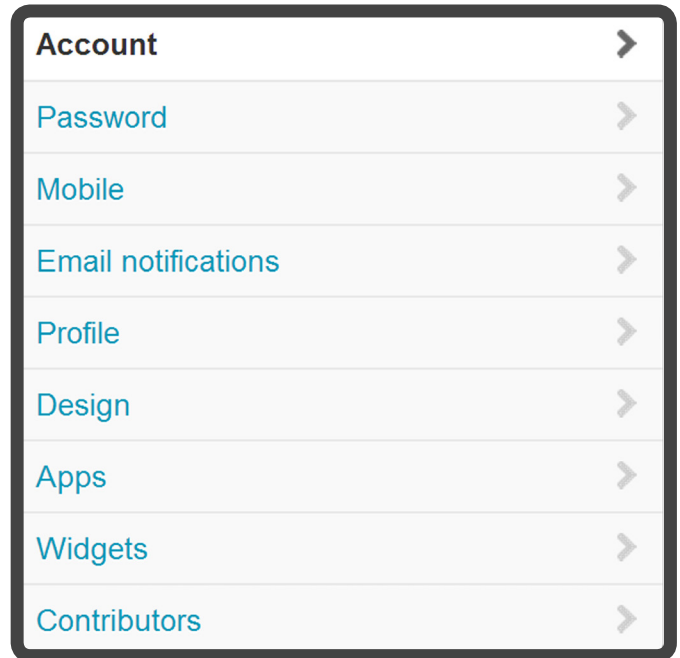 Account
Password
Mobile
Email notifications
Profile
Design
Apps
Widgets
Contributors